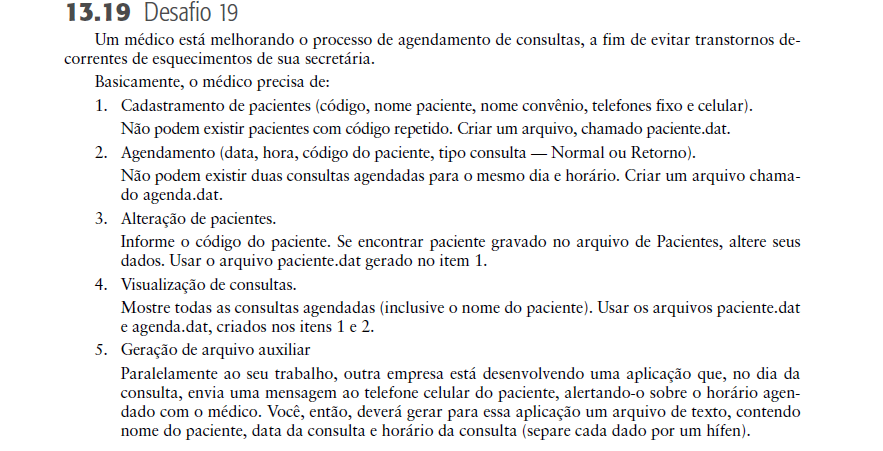 13.19 Desafio 19
Um médico está melhorando o processo de agendamento de consultas, a fim de evitar transtornos de-
correntes de esquecimentos de sua secretária.
Basicamente, o médico precisa de:
1. Cadastramento de pacientes (código, nome paciente, nome convênio, telefones fixo e celular).
Não podem existir pacientes com código repetido. Criar um arquivo, chamado paciente.dat.
2. Agendamento (data, hora, código do paciente, tipo consulta — Normal ou Retorno).
Não podem existir duas consultas agendadas para o mesmo dia e horário. Criar um arquivo chama-
do agenda.dat.
3. Alteração de pacientes.
Informe o código do paciente. Se encontrar paciente gravado no arquivo de Pacientes, altere seus
dados. Usar o arquivo paciente.dat gerado no item 1.
4. Visualização de consultas.
Mostre todas as consultas agendadas (inclusive o nome do paciente). Usar os arquivos paciente.dat
e agenda.dat, criados nos itens 1 e 2.
5. Geração de arquivo auxiliar
Paralelamente ao seu trabalho, outra empresa está desenvolvendo uma aplicação que, no dia da
consulta, envia uma mensagem ao telefone celular do paciente, alertando-o sobre o horário agen-
dado com o médico. Você, então, deverá gerar para essa aplicação um arquivo de texto, contendo
nome do paciente, data da consulta e horário da consulta (separe cada dado por um hífen).